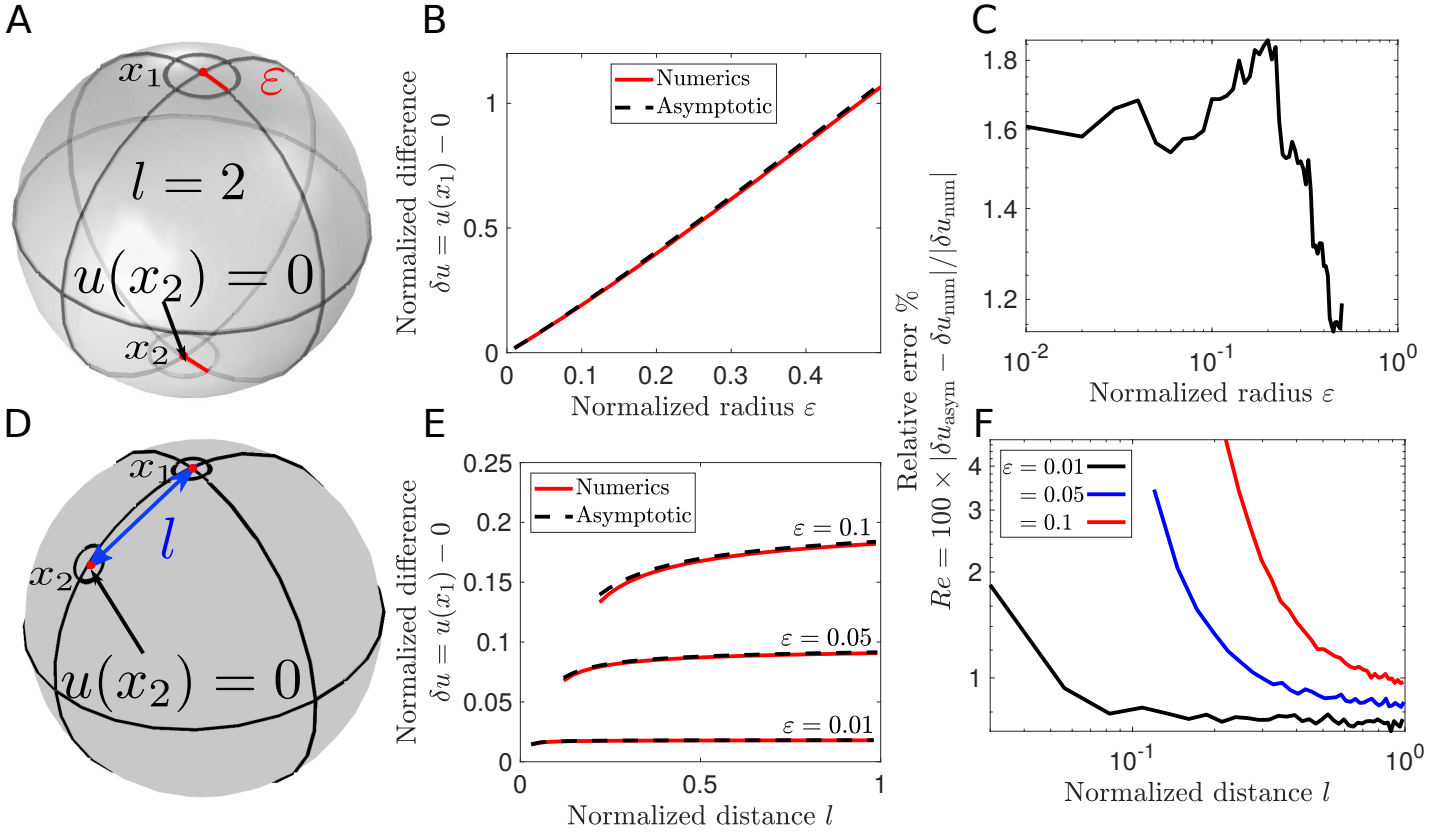 A
x₁
ε
l = 2
u(x₂) = 0
x₂
B
Normalized difference
δu = u(x₁) − 0
Numerics
Asymptotic
1
0.5
0
0
0.1
0.2
0.3
0.4
Normalized radius ε
C
1.8
1.6
1.4
1.2
10⁻²
10⁻¹
10⁰
Normalized radius ε
Relative error %
Re = 100 × |δu_asym − δu_num|/|δu_num|
D
x₁
l
x₂
u(x₂) = 0
E
Normalized difference
δu = u(x₁) − 0
Numerics
Asymptotic
0.25
0.2
0.15
0.1
0.05
0
ε = 0.1
ε = 0.05
ε = 0.01
0
0.5
1
Normalized distance l
F
ε = 0.01
= 0.05
= 0.1
4
3
2
1
10⁻¹
10⁰
Normalized distance l